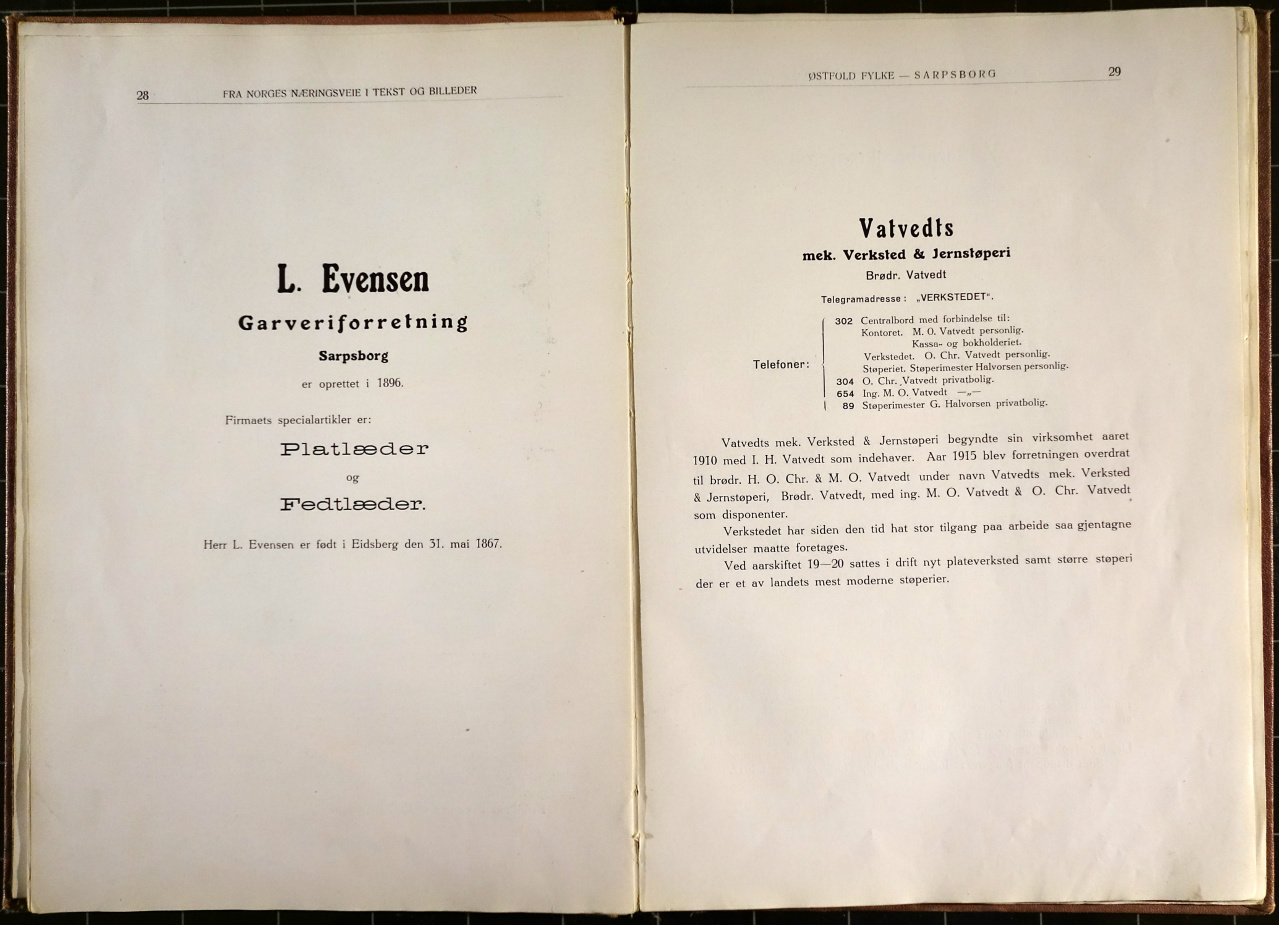 28
FRA NORGES NÆRINGSVEIE I TEKST OG BILLEDER
L. Evensen
Garveriforretning
Sarpsborg
er oprettet i 1896.
Firmaets specialartikler er:
Platlæder
og
Fedtlæder.
Herr L. Evensen er født i Eidsberg den 31. mai 1867.
ØSTFOLD FYLKE — SARPSBORG
29
Vatvedts
mek. Verksted & Jernstøperi
Brødr. Vatvedt
Telegramadresse: „VERKSTEDET“.
Telefoner:
302 Centralbord med forbindelse til:
Kontoret. M. O. Vatvedt personlig.
Kassa- og bokholderiet.
Verkstedet. O. Chr. Vatvedt personlig.
Støperiet. Støperimester Halvorsen personlig.
304 O. Chr. Vatvedt privatbolig.
654 Ing. M. O. Vatvedt —„—
89 Støperimester G. Halvorsen privatbolig.
Vatvedts mek. Verksted & Jernstøperi begyndte sin virksomhet aaret
1910 med I. H. Vatvedt som indehaver. Aar 1915 blev forretningen overdrat
til brødr. H. O. Chr. & M. O. Vatvedt under navn Vatvedts mek. Verksted
& Jernstøperi, Brødr. Vatvedt, med ing. M. O. Vatvedt & O. Chr. Vatvedt
som disponenter.
Verkstedet har siden den tid hat stor tilgang paa arbeide saa gjentagne
utvidelser maatte foretages.
Ved aarskiftet 19—20 sattes i drift nyt plateverksted samt større støperi
der er et av landets mest moderne støperier.